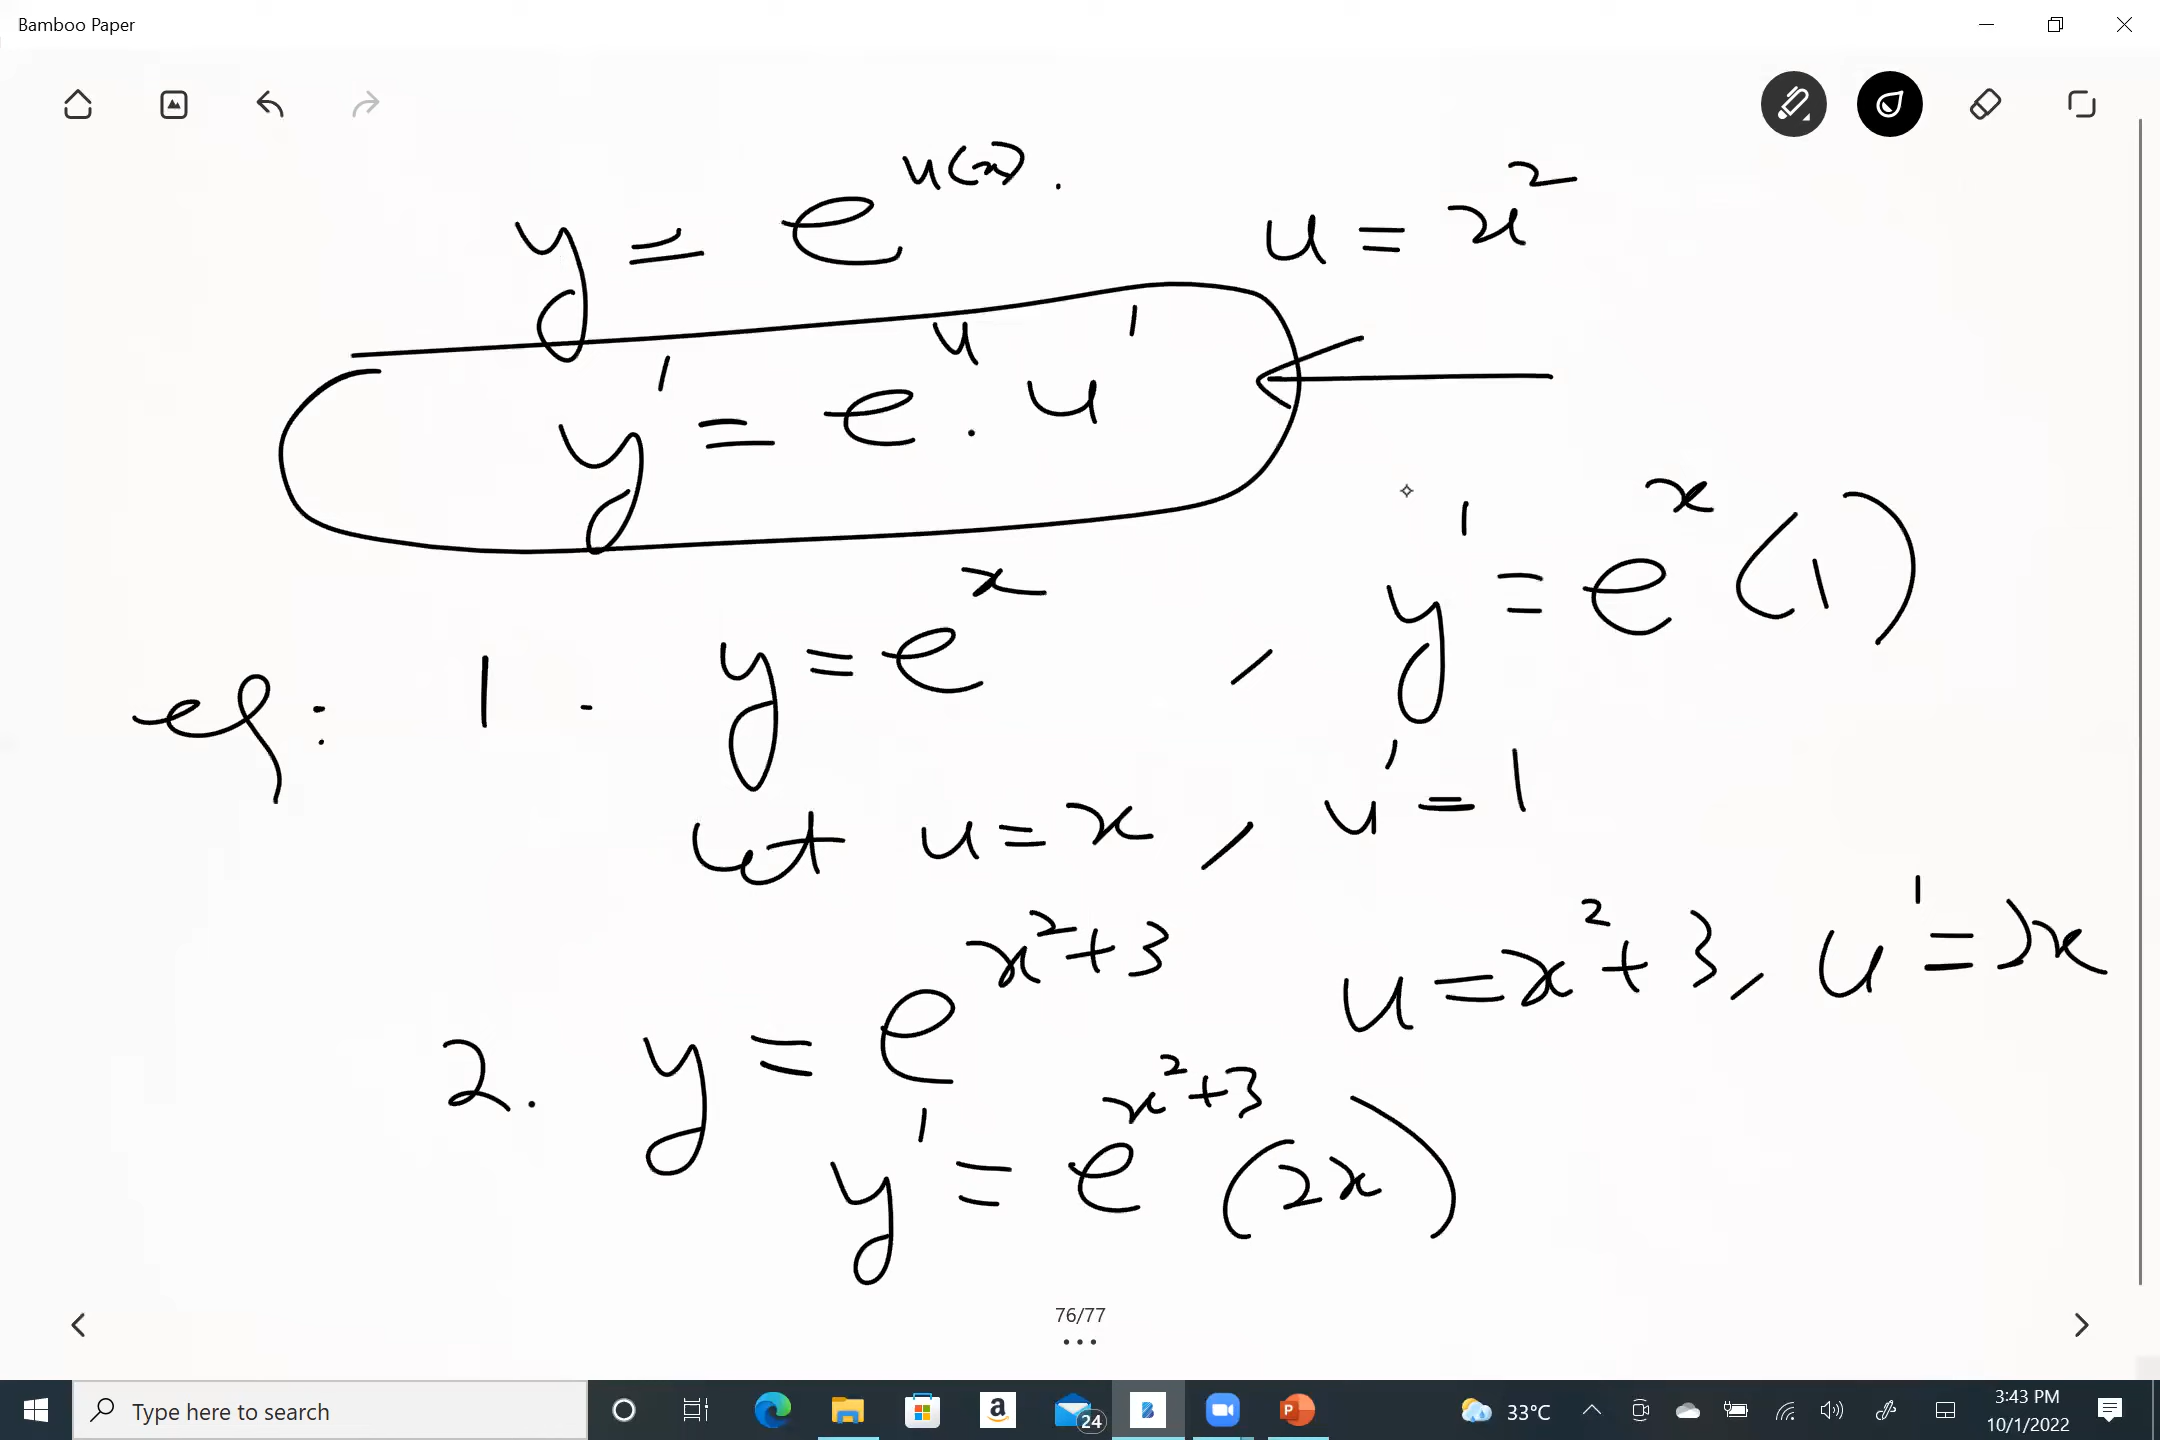 Bamboo Paper
y = e^{u(x)}. u = x^2
y' = e^u . u'
y' = e^x (1)
eg: 1. y = e^x ,
let u = x, u' = 1
2. y = e^{x^2+3} u = x^2+3, u' = 2x
y' = e^{x^2+3} (2x)
76/77
Type here to search
a
24
B
P
33°C
3:43 PM
10/1/2022